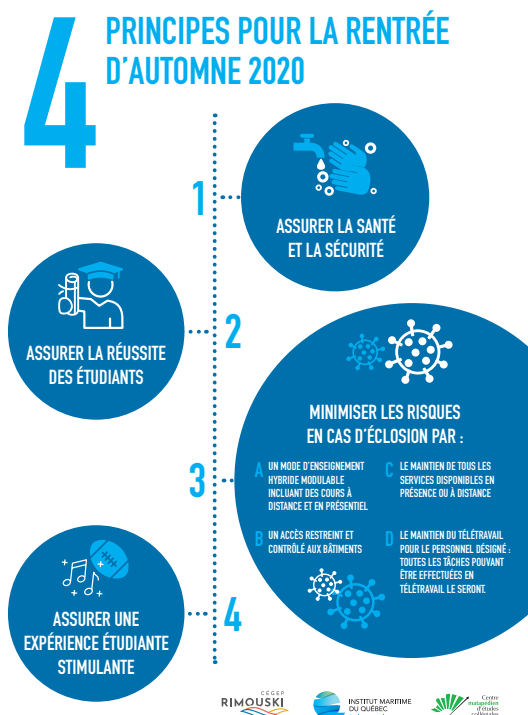 4
PRINCIPES POUR LA RENTRÉE
D'AUTOMNE 2020
1
ASSURER LA SANTÉ
ET LA SÉCURITÉ
2
ASSURER LA RÉUSSITE
DES ÉTUDIANTS
3
MINIMISER LES RISQUES
EN CAS D'ÉCLOSION PAR :
A UN MODE D'ENSEIGNEMENT
HYBRIDE MODULABLE
INCLUANT DES COURS À
DISTANCE ET EN PRÉSENTIEL
B UN ACCÈS RESTREINT ET
CONTRÔLÉ AUX BÂTIMENTS
C LE MAINTIEN DE TOUS LES
SERVICES DISPONIBLES EN
PRÉSENCE OU À DISTANCE
D LE MAINTIEN DU TÉLÉTRAVAIL
POUR LE PERSONNEL DÉSIGNÉ :
TOUTES LES TÂCHES POUVANT
ÊTRE EFFECTUÉES EN
TÉLÉTRAVAIL LE SERONT.
4
ASSURER UNE
EXPÉRIENCE ÉTUDIANTE
STIMULANTE
CEGEP
RIMOUSKI
INSTITUT MARITIME
DU QUÉBEC
Centre
matapédien
d'études
collégiales